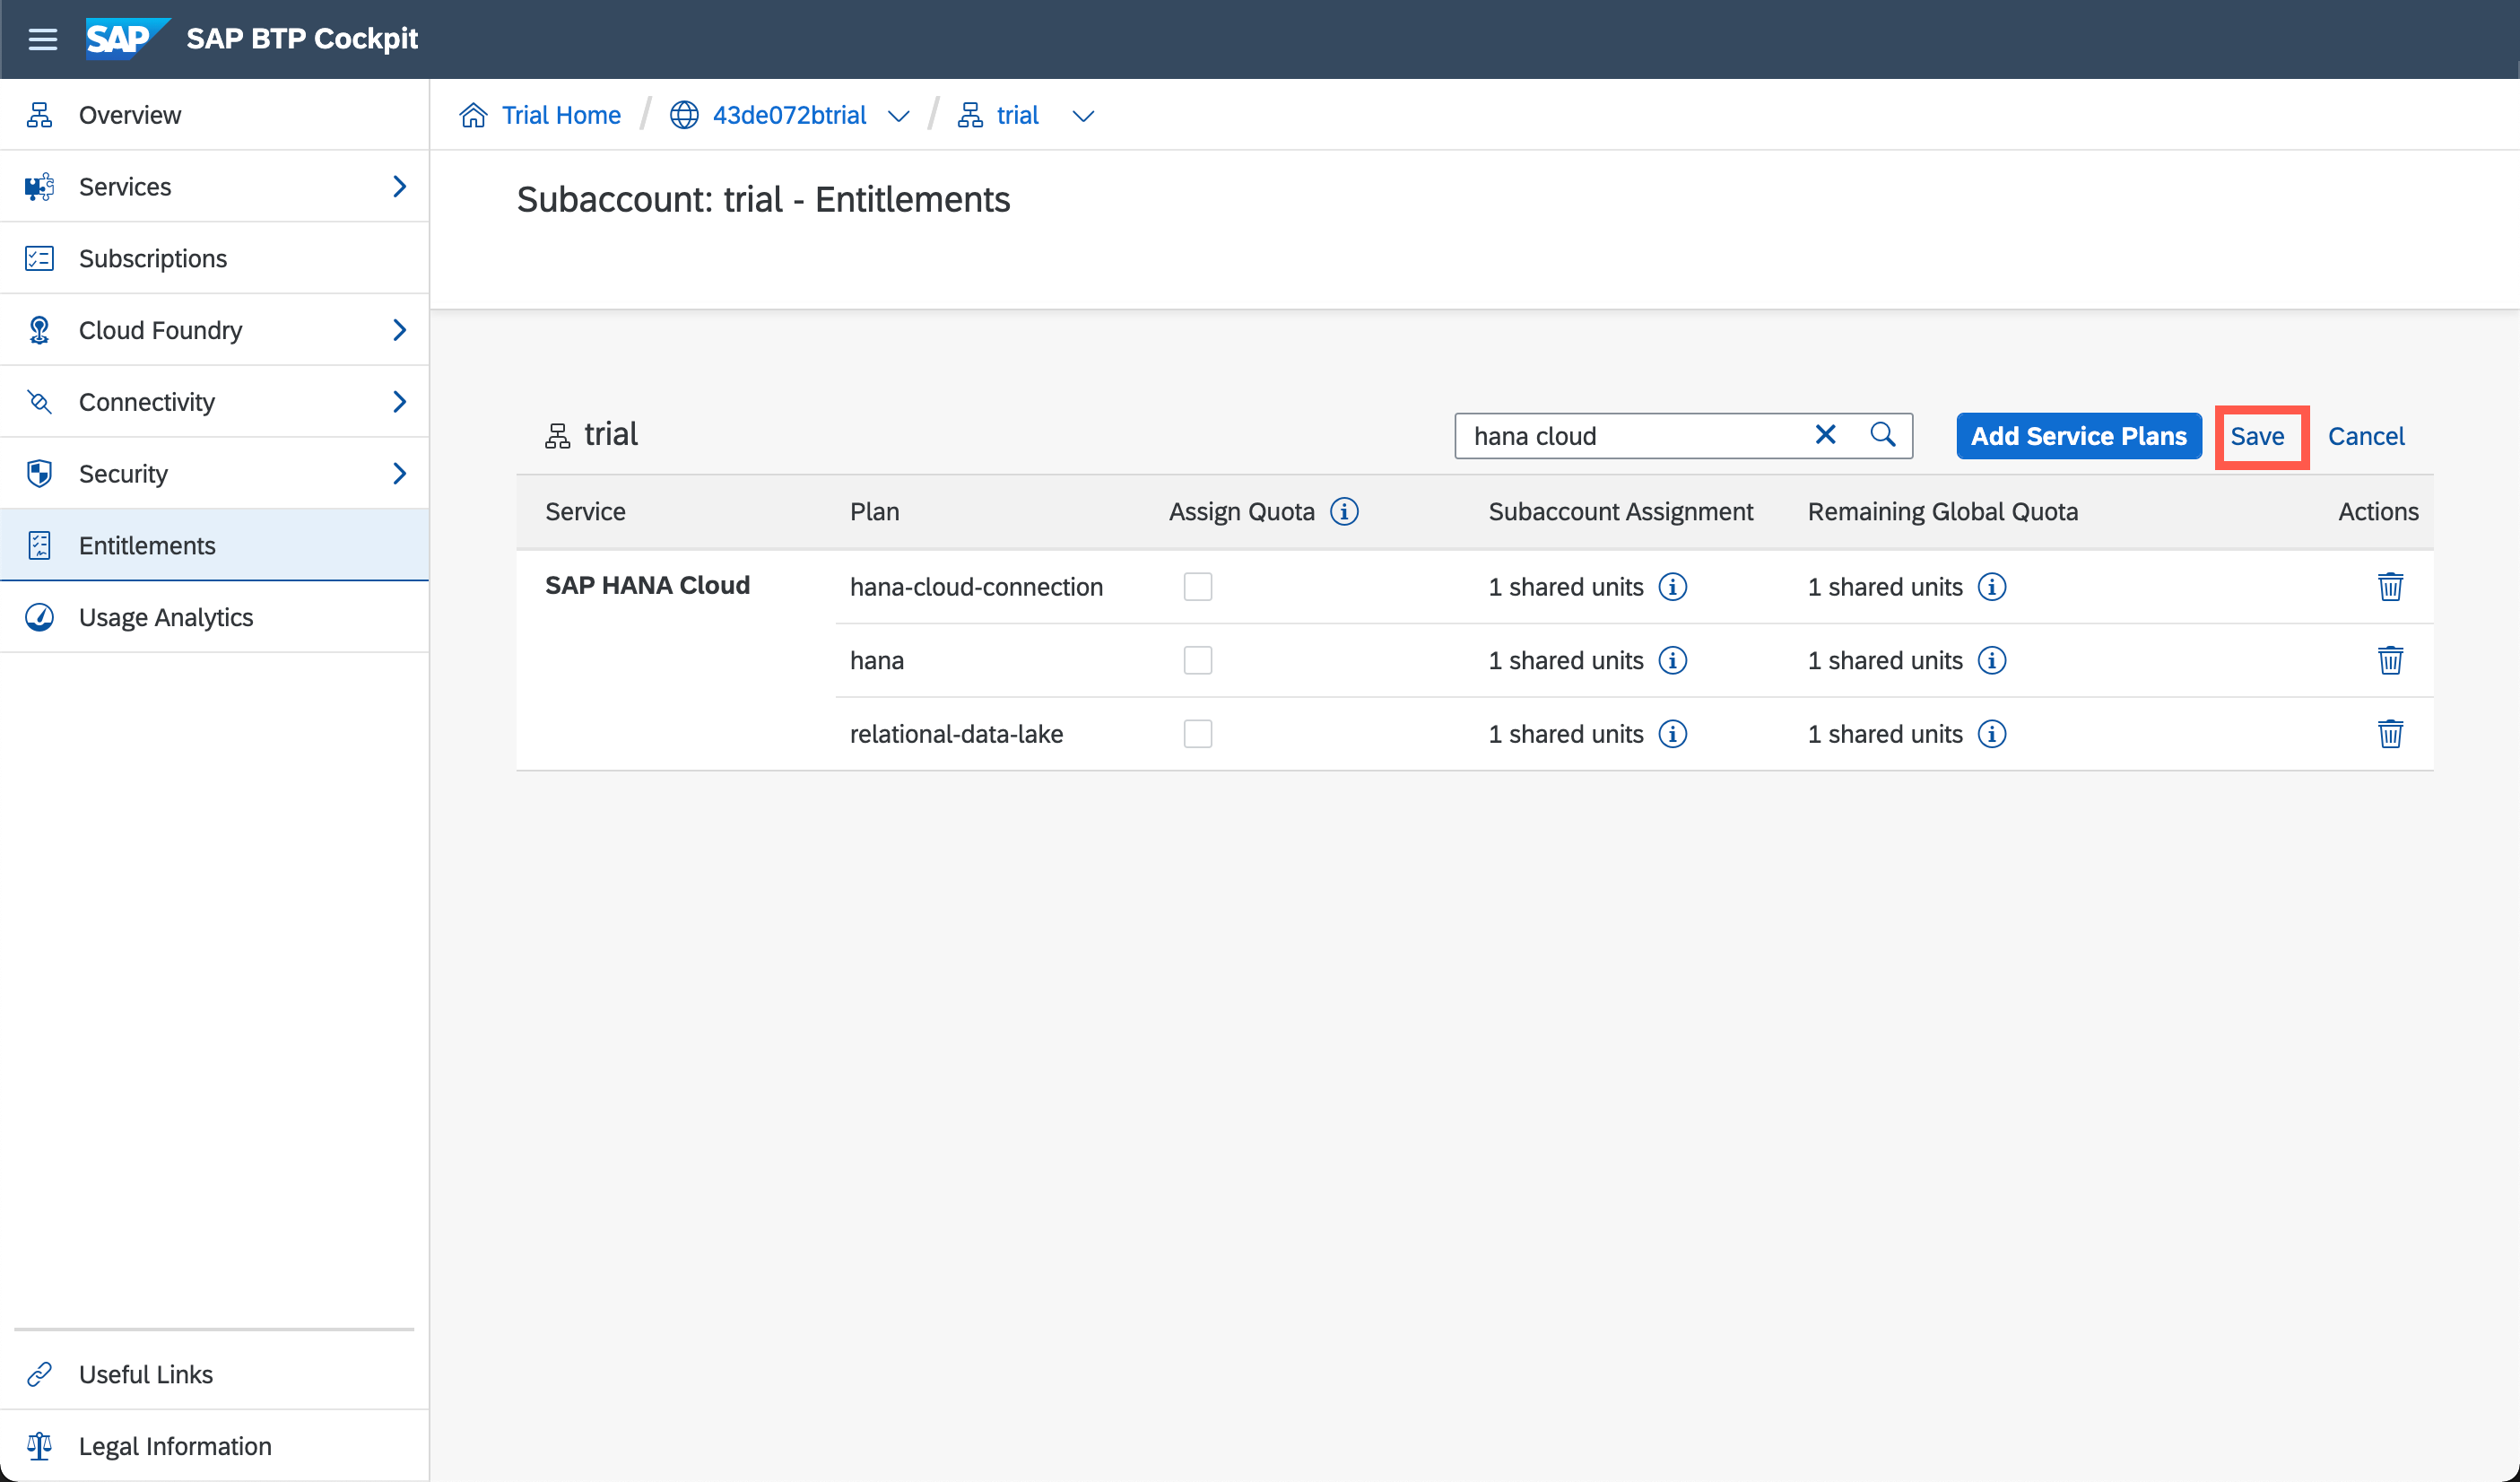 SAP SAP BTP Cockpit
Overview
Services
Subscriptions
Cloud Foundry
Connectivity
Security
Entitlements
Usage Analytics
Useful Links
Legal Information
Trial Home / 43de072btrial / trial
Subaccount: trial - Entitlements
trial hana cloud Add Service Plans Save Cancel
Service Plan Assign Quota Subaccount Assignment Remaining Global Quota Actions
SAP HANA Cloud hana-cloud-connection 1 shared units 1 shared units
hana 1 shared units 1 shared units
relational-data-lake 1 shared units 1 shared units